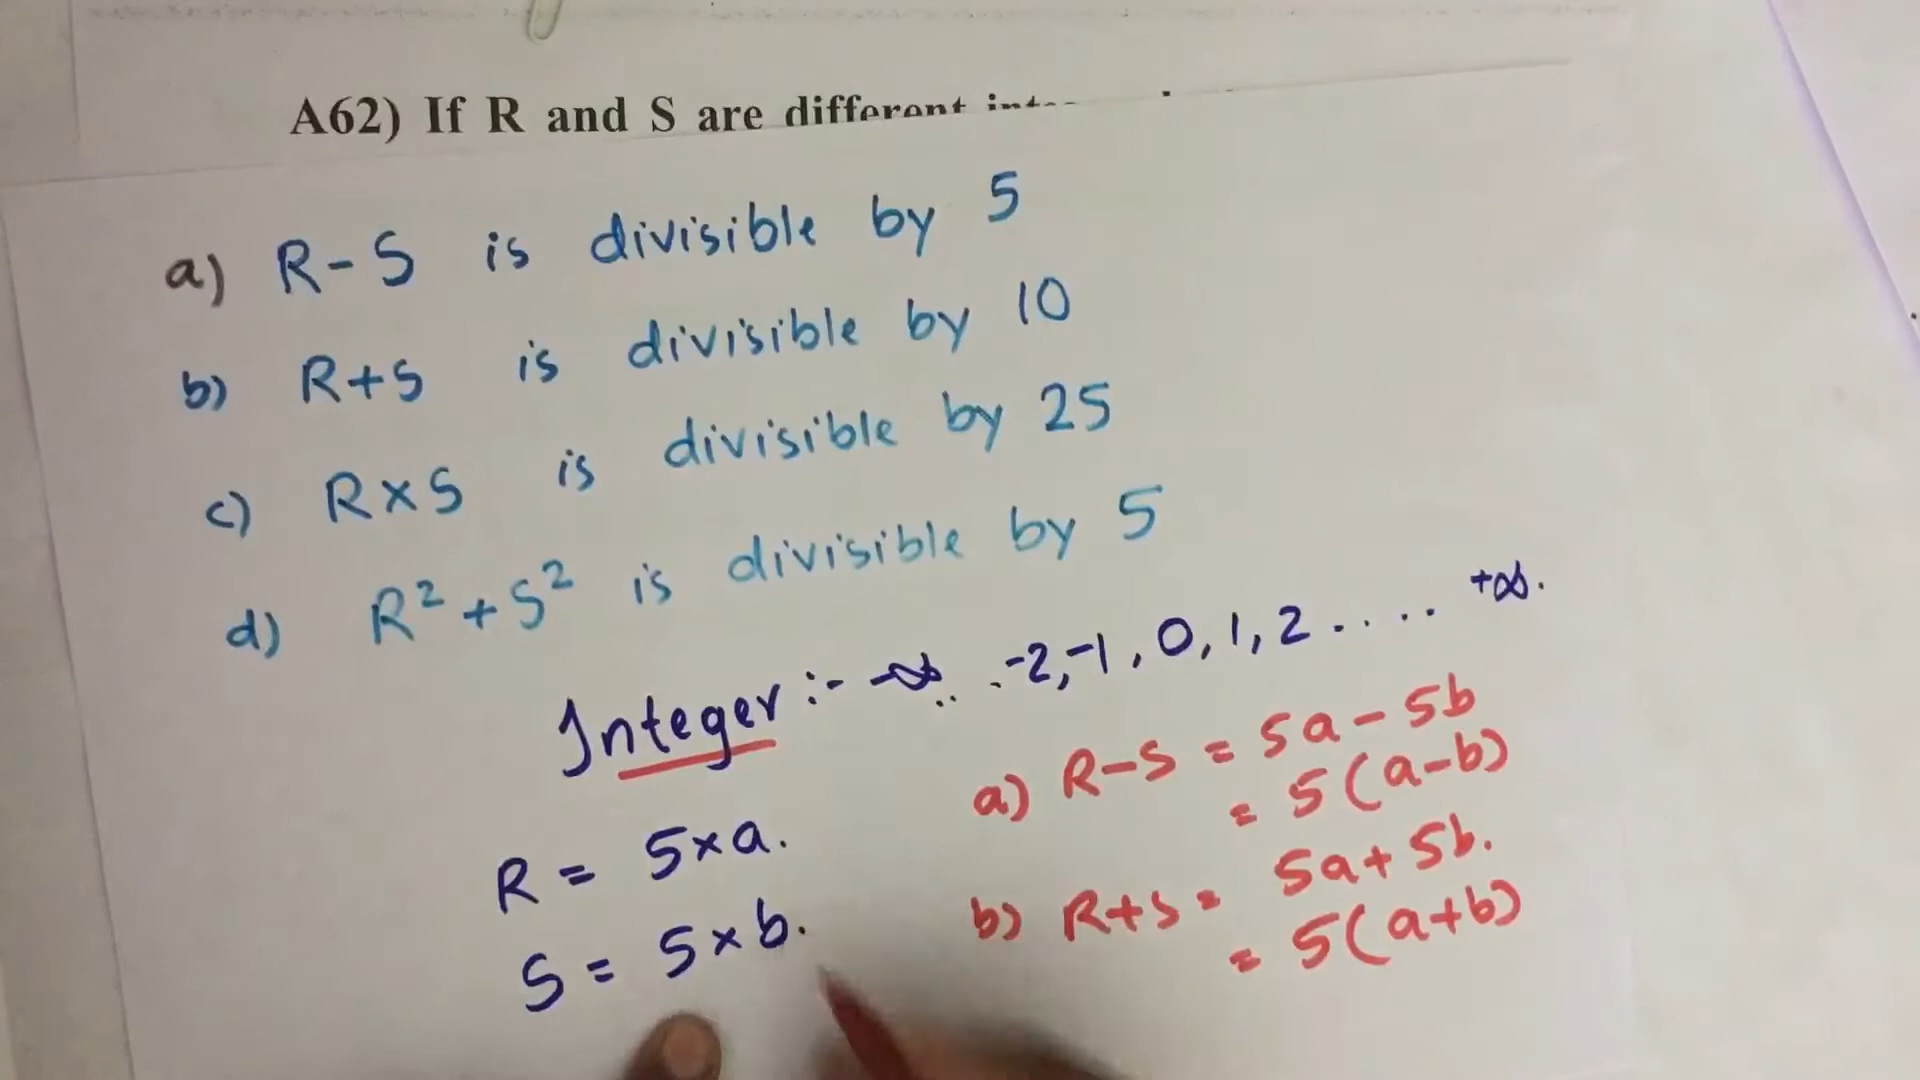 A62) If R and S are different
a) R-S is divisible by 5
b) R+S is divisible by 10
c) R×S is divisible by 25
d) R²+S² is divisible by 5
Integer :- -∞.. .-2,-1, 0, 1, 2..... +∞.
R = 5×a.
S = 5×b.
a) R-S = 5a-5b
= 5(a-b)
b) R+S = 5a+5b.
= 5(a+b)